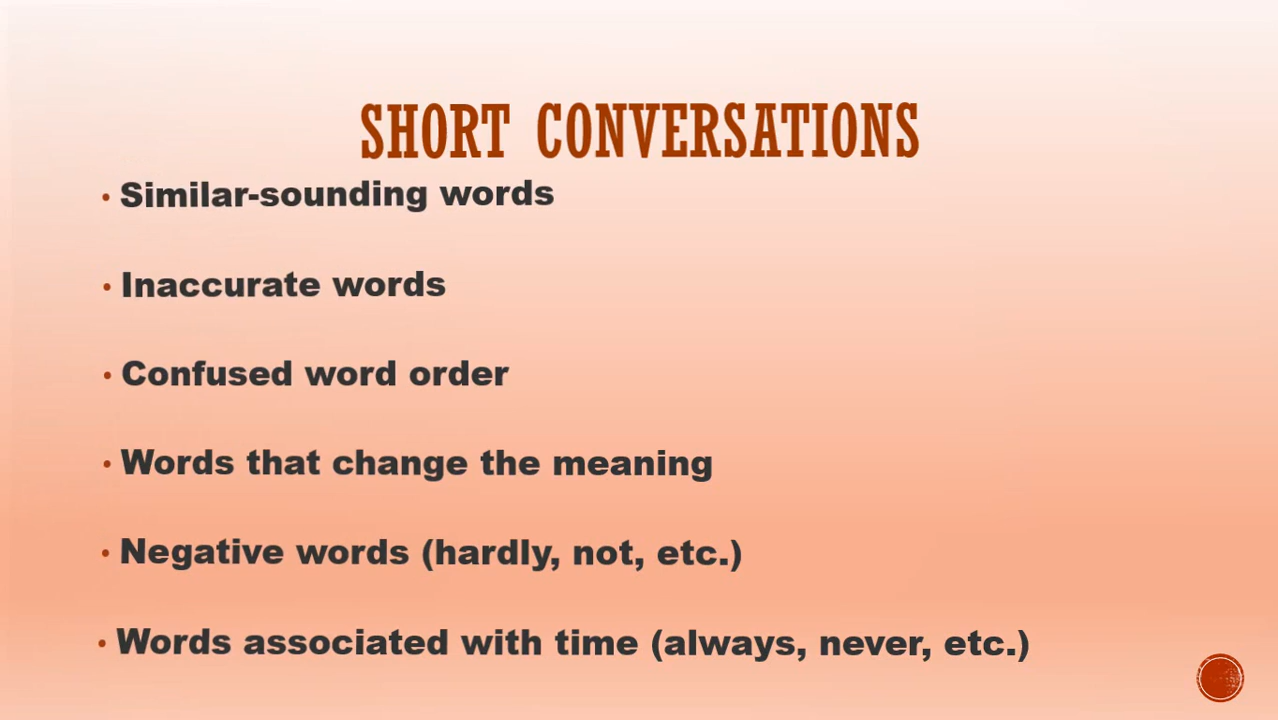 SHORT CONVERSATIONS
• Similar-sounding words
• Inaccurate words
• Confused word order
• Words that change the meaning
• Negative words (hardly, not, etc.)
• Words associated with time (always, never, etc.)